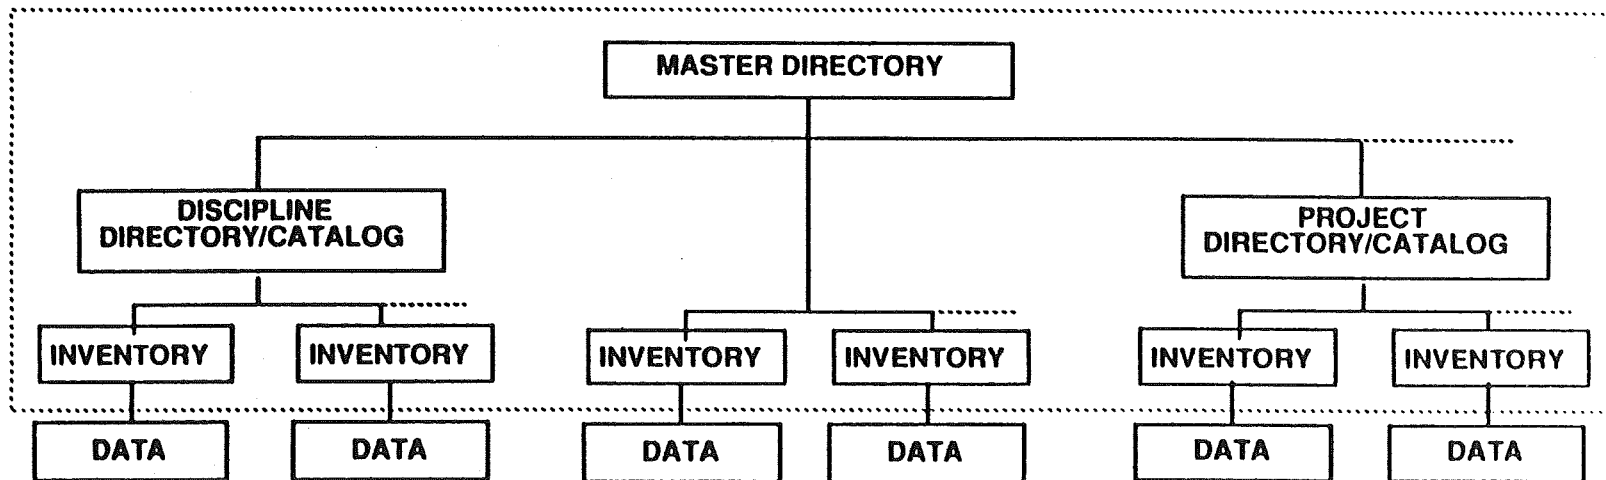 MASTER DIRECTORY
DISCIPLINE
DIRECTORY/CATALOG
PROJECT
DIRECTORY/CATALOG
INVENTORY
INVENTORY
INVENTORY
INVENTORY
INVENTORY
INVENTORY
DATA
DATA
DATA
DATA
DATA
DATA